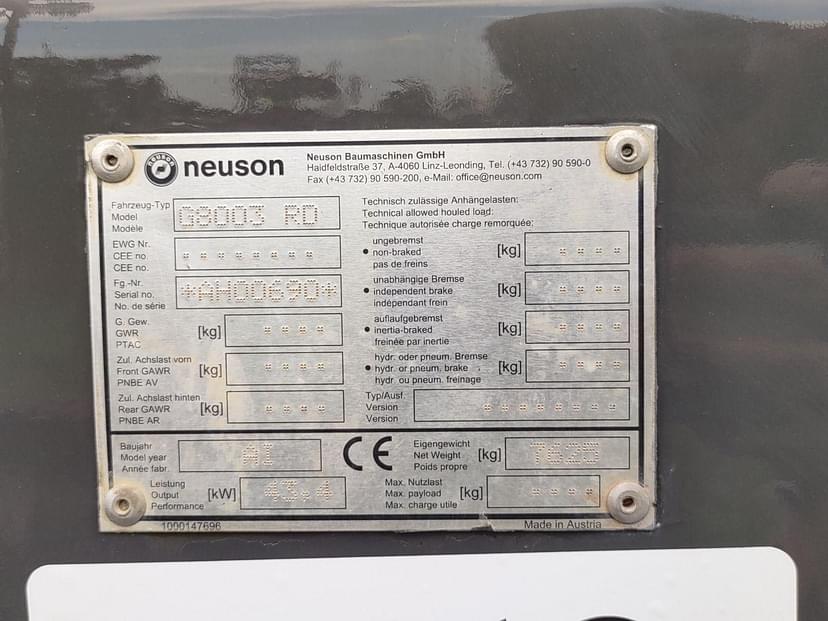 NEUSON
neuson
Neuson Baumaschinen GmbH
Haidfeldstraße 37, A-4060 Linz-Leonding, Tel. (+43 732) 90 590-0
Fax (+43 732) 90 590-200, e-Mail: office@neuson.com
Fahrzeug-Typ
Model
Modèle
G8003 RD
EWG Nr.
CEE no.
CEE no.
Fg.-Nr.
Serial no.
No. de série
*AH00690*
G. Gew.
GWR
PTAC
[kg]
Zul. Achslast vorn
Front GAWR
PNBE AV
[kg]
Zul. Achslast hinten
Rear GAWR
PNBE AR
[kg]
Technisch zulässige Anhängelasten:
Technical allowed houled load:
Technique autorisée charge remorquée:
ungebremst
• non-braked
pas de freins
[kg]
unabhängige Bremse
• independent brake
indépendant frein
[kg]
auflaufgebremst
• inertia-braked
freinée par inertie
[kg]
hydr. oder pneum. Bremse
• hydr. or pneum. brake
hydr. ou pneum. freinage
[kg]
Typ/Ausf.
Version
Version
Baujahr
Model year
Année fabr.
AI
CE
Eigengewicht
Net Weight
Poids propre
[kg]
7625
Leistung
Output
Performance
[kW]
43.4
Max. Nutzlast
Max. payload
Max. charge utile
[kg]
1000147696
Made in Austria